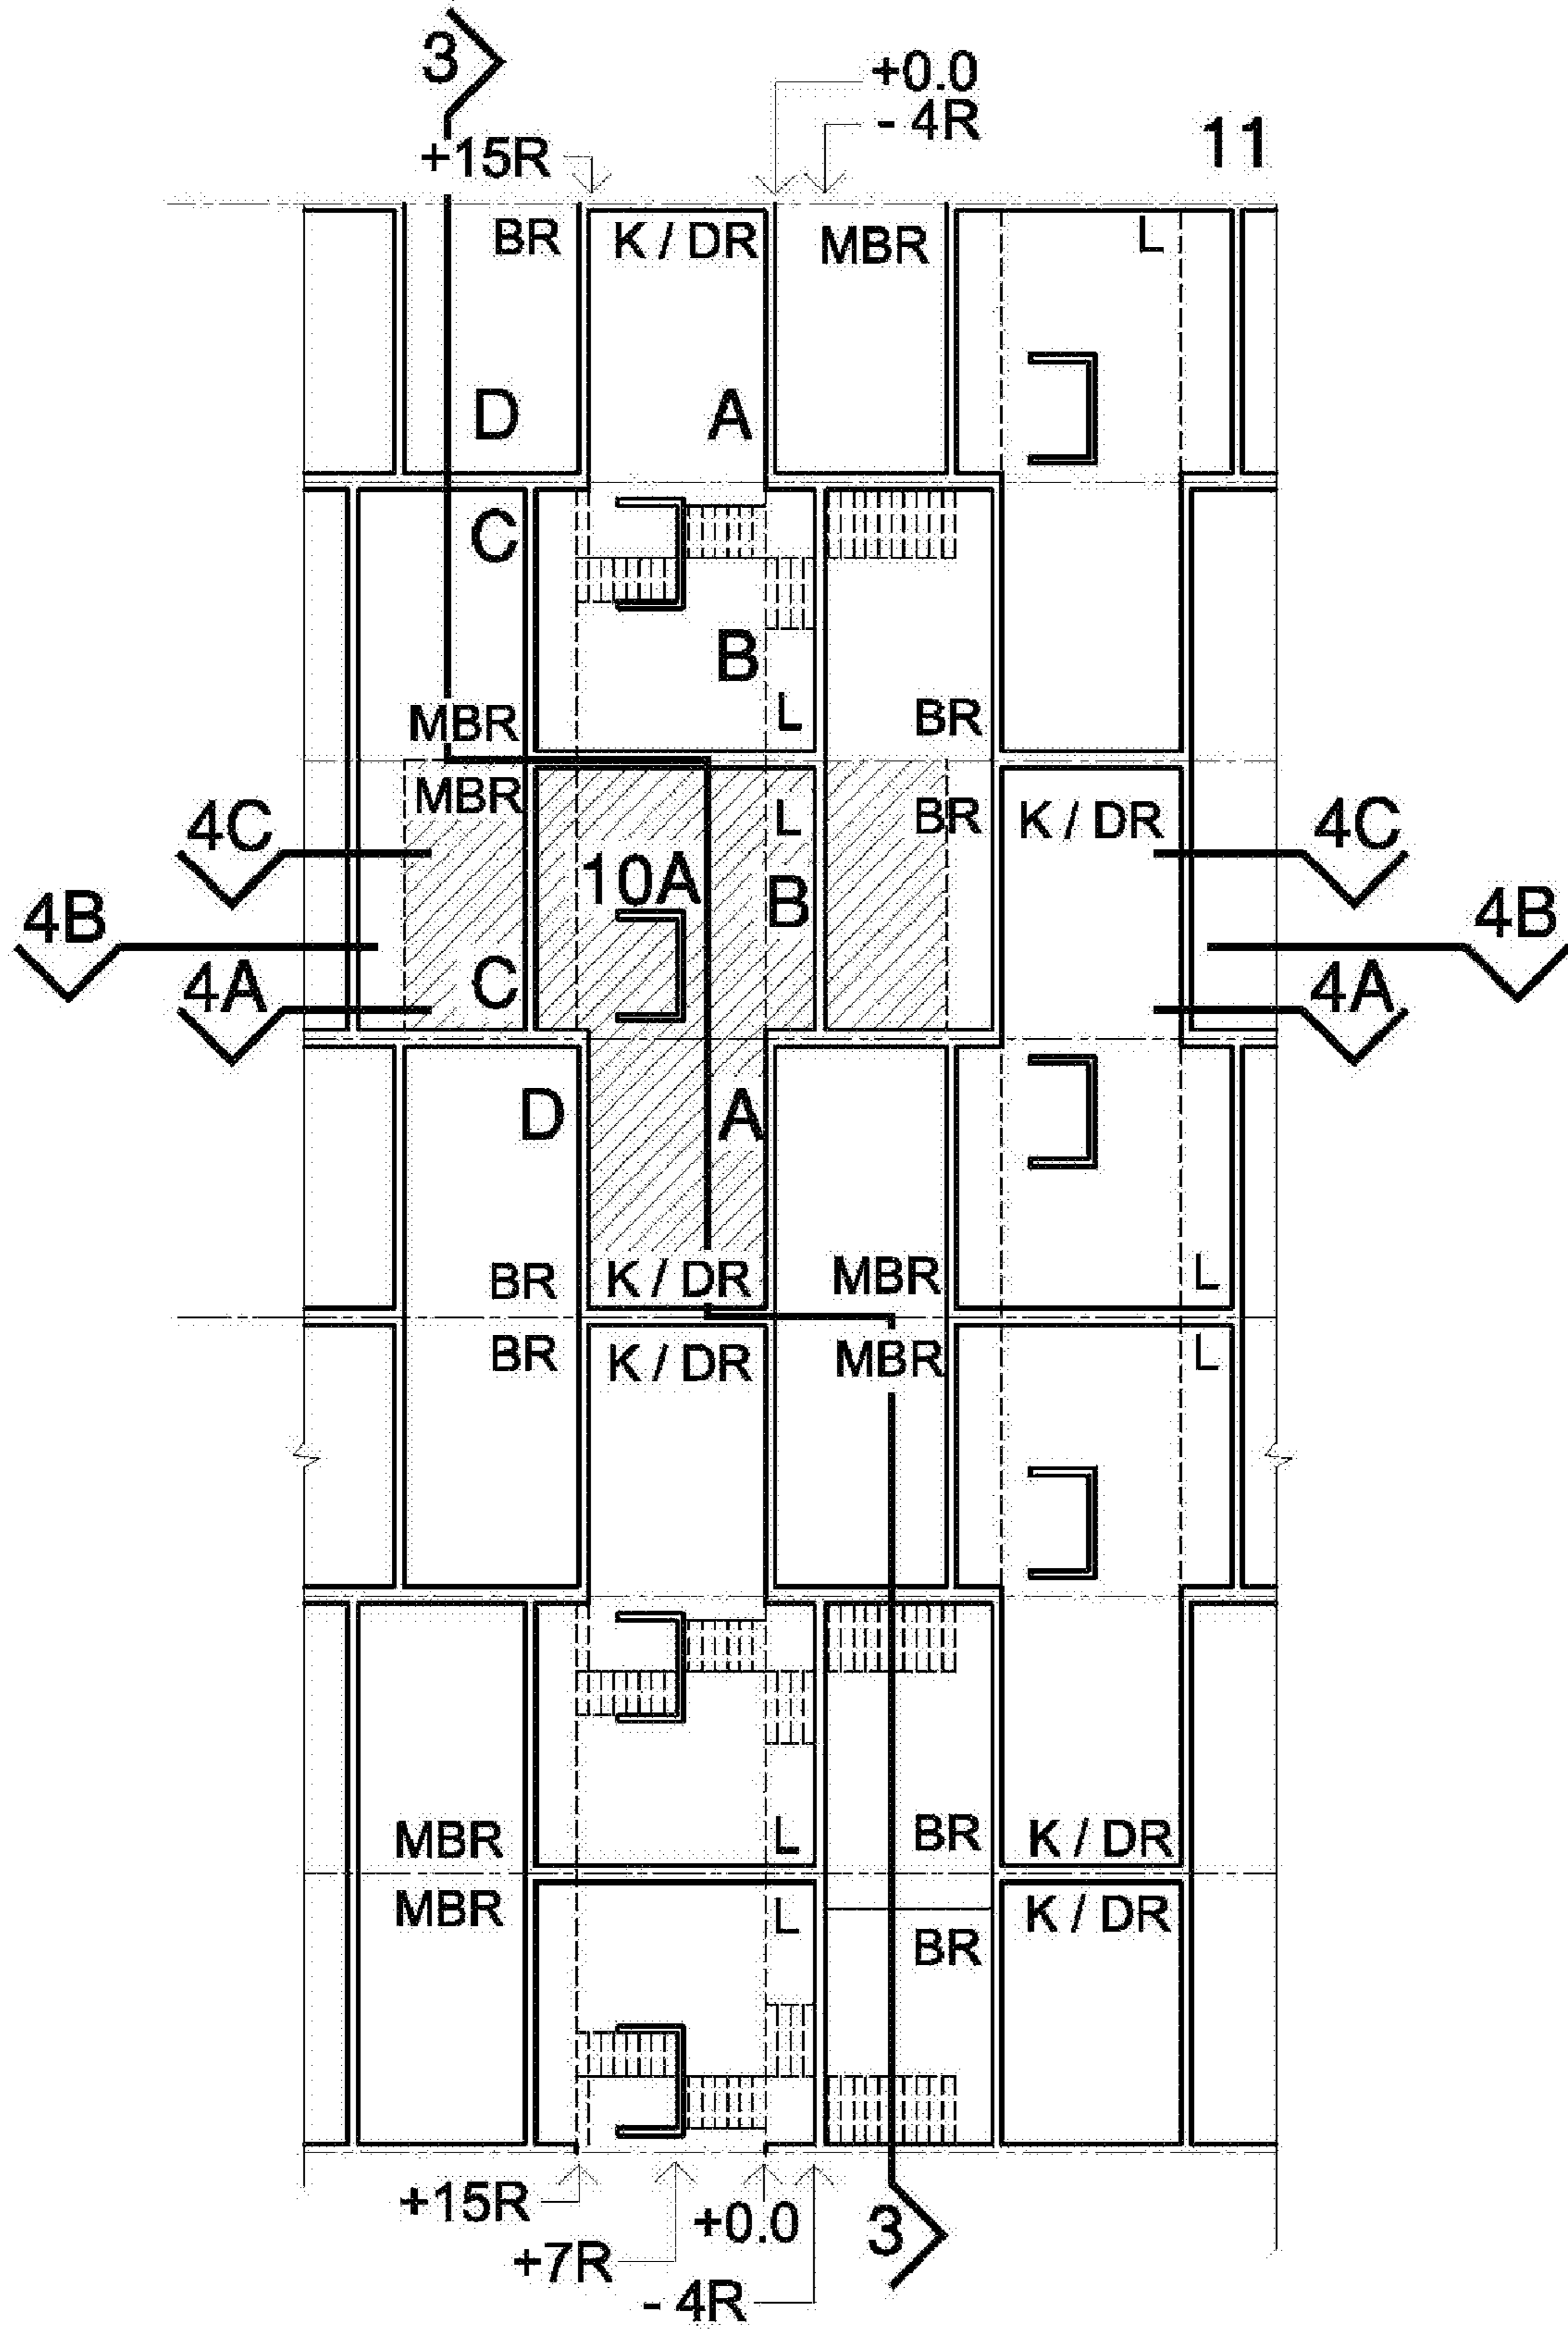 3
+0.0
- 4R
11
+15R
BR K / DR MBR L
D A
C
B
MBR L BR
MBR L BR K / DR
4C 4C
10A B
4B 4B
4A C 4A
D A
BR K / DR MBR L
BR K / DR MBR L
MBR L BR K / DR
MBR L BR K / DR
+15R
+0.0 3
+7R
- 4R